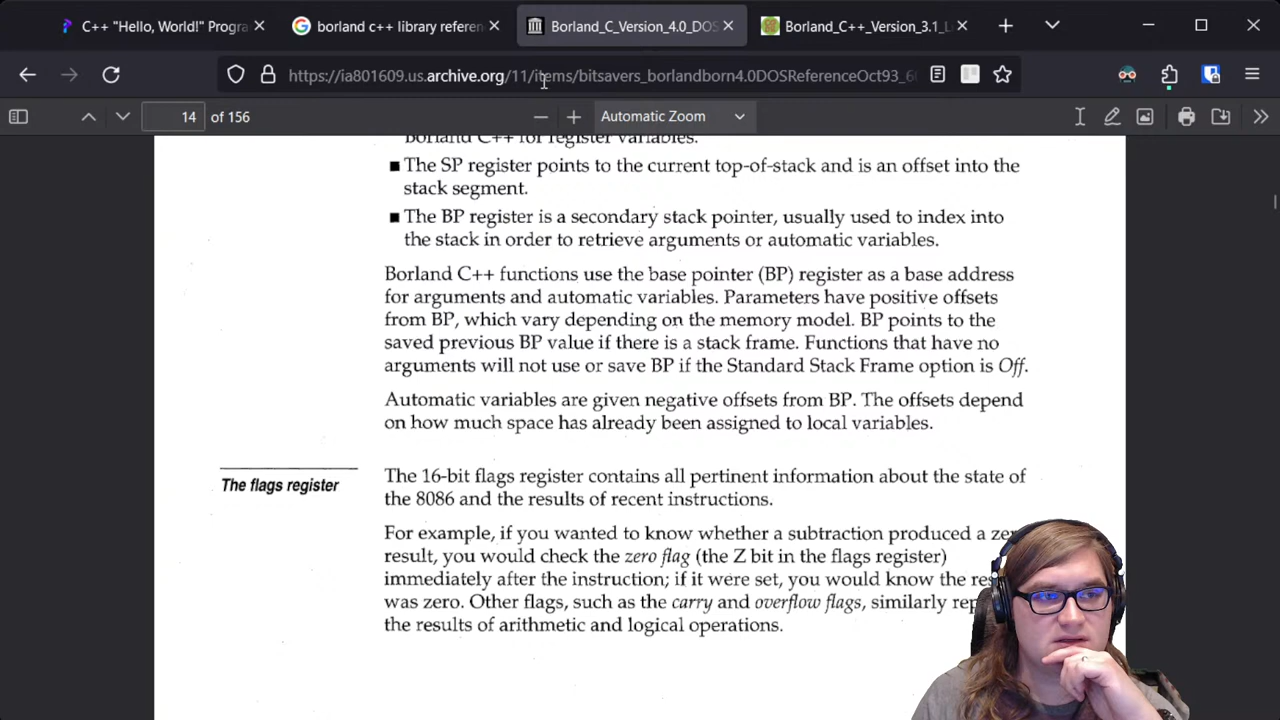 C++ "Hello, World!" Progra
borland c++ library referen
Borland_C_Version_4.0_DOS
Borland_C++_Version_3.1_L
https://ia801609.us.archive.org/11/items/bitsavers_borlandborn4.0DOSReferenceOct93_6
14 of 156
Automatic Zoom
Borland C++ for register variables.
■ The SP register points to the current top-of-stack and is an offset into the
stack segment.
■ The BP register is a secondary stack pointer, usually used to index into
the stack in order to retrieve arguments or automatic variables.
Borland C++ functions use the base pointer (BP) register as a base address
for arguments and automatic variables. Parameters have positive offsets
from BP, which vary depending on the memory model. BP points to the
saved previous BP value if there is a stack frame. Functions that have no
arguments will not use or save BP if the Standard Stack Frame option is Off.
Automatic variables are given negative offsets from BP. The offsets depend
on how much space has already been assigned to local variables.
The flags register
The 16-bit flags register contains all pertinent information about the state of
the 8086 and the results of recent instructions.
For example, if you wanted to know whether a subtraction produced a zer
result, you would check the zero flag (the Z bit in the flags register)
immediately after the instruction; if it were set, you would know the res
was zero. Other flags, such as the carry and overflow flags, similarly rep
the results of arithmetic and logical operations.